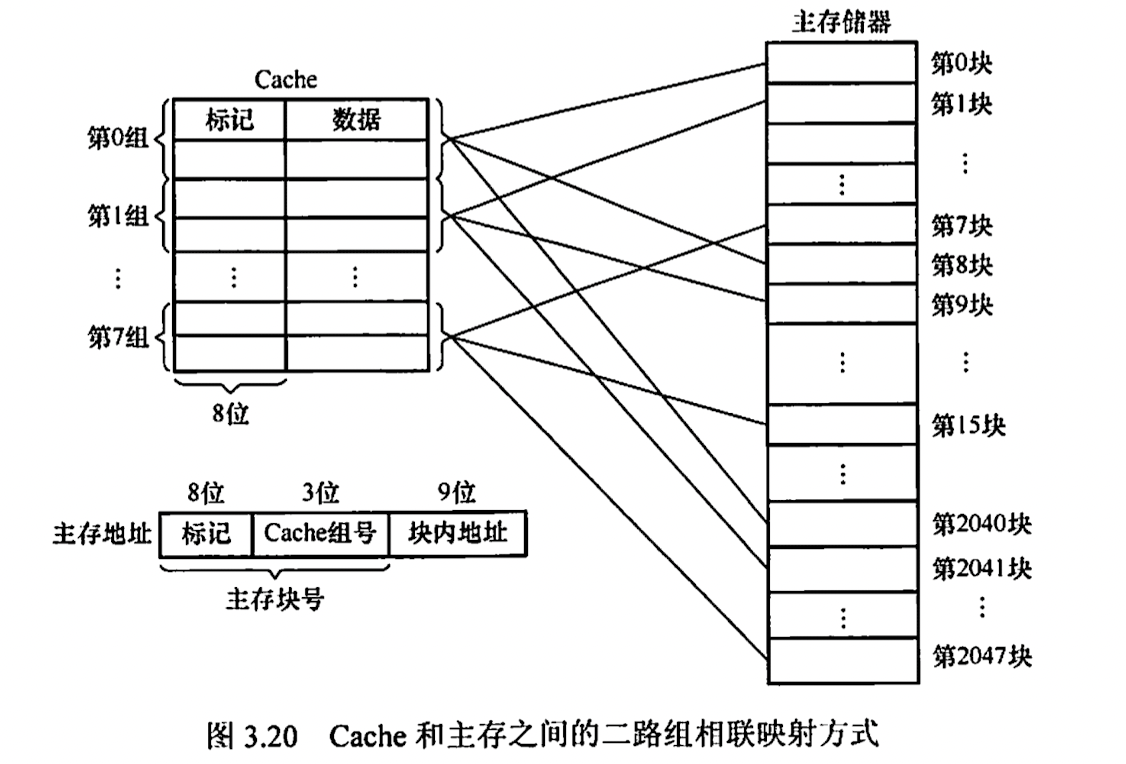 主存储器
Cache
标记 数据
第0组
第1组
⋮ ⋮ ⋮
第7组
8位
第0块
第1块
⋮
⋮
第7块
第8块
第9块
⋮ ⋮
第15块
⋮
第2040块
第2041块
⋮ ⋮
第2047块
8位 3位 9位
主存地址 标记 Cache组号 块内地址
主存块号
图 3.20 Cache 和主存之间的二路组相联映射方式